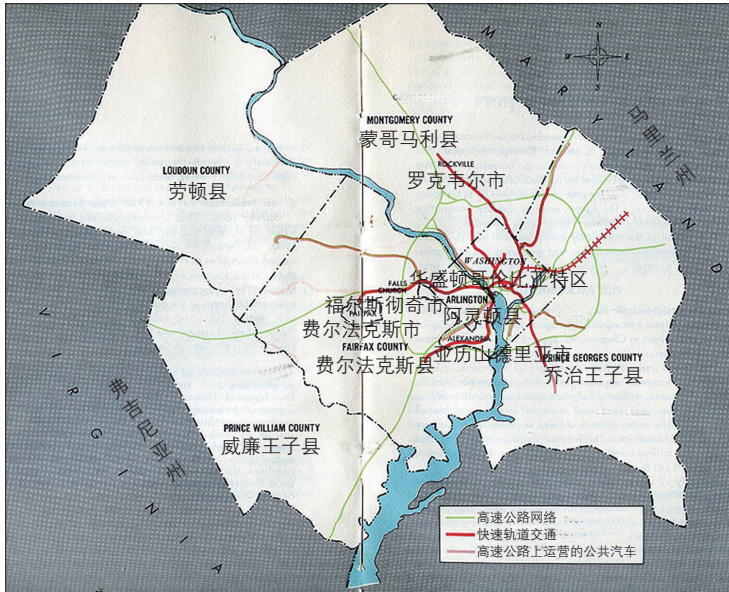 N
W E
S
MARYLAND
马里兰州
MONTGOMERY COUNTY
蒙哥马利县
ROCKVILLE
罗克韦尔市
LOUDOUN COUNTY
劳顿县
WASHINGTON
华盛顿哥伦比亚特区
FALLS
CHURCH
福尔斯彻奇市
ARLINGTON
阿灵顿县
FAIRFAX
费尔法克斯市
ALEXANDRIA
亚历山德里亚市
FAIRFAX COUNTY
费尔法克斯县
PRINCE GEORGES COUNTY
乔治王子县
VIRGINIA
弗吉尼亚州
PRINCE WILLIAM COUNTY
威廉王子县
高速公路网络
快速轨道交通
高速公路上运营的公共汽车